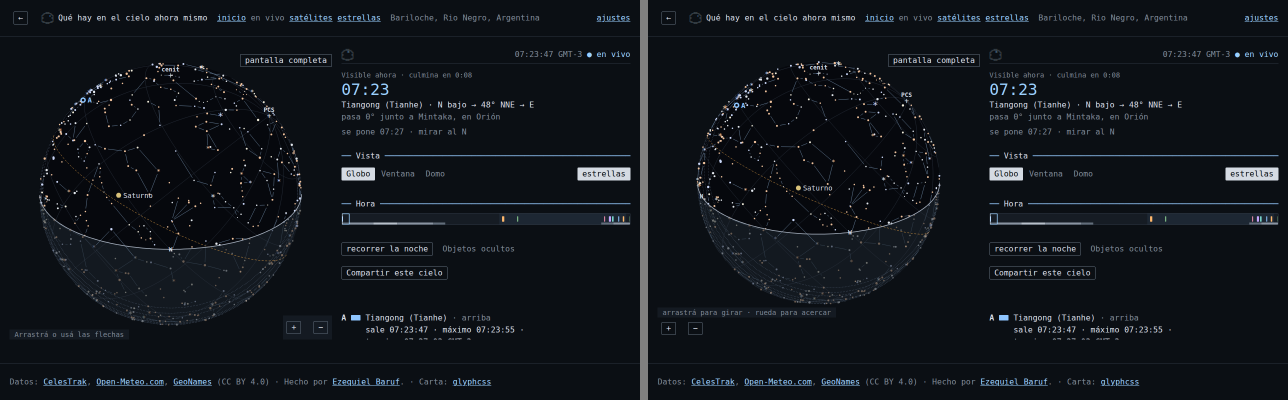 ← Qué hay en el cielo ahora mismo inicio en vivo satélites estrellas Bariloche, Río Negro, Argentina ajustes
pantalla completa
cenit
A
PCS
Saturno
Arrastrá o usá las flechas
+ −
07:23:47 GMT-3 ● en vivo
Visible ahora · culmina en 0:08
07:23
Tiangong (Tianhe) · N bajo → 48° NNE → E
pasa 0° junto a Mintaka, en Orión
se pone 07:27 · mirar al N
Vista
Globo Ventana Domo estrellas
Hora
recorrer la noche Objetos ocultos
Compartir este cielo
A Tiangong (Tianhe) · arriba
sale 07:23:47 · máximo 07:23:55 ·
Datos: CelesTrak, Open-Meteo.com, GeoNames (CC BY 4.0) · Hecho por Ezequiel Baruf. · Carta: glyphcss
← Qué hay en el cielo ahora mismo inicio en vivo satélites estrellas Bariloche, Río Negro, Argentina ajustes
pantalla completa
cenit
A
PCS
Saturno
arrastrá para girar · rueda para acercar
+ −
07:23:47 GMT-3 ● en vivo
Visible ahora · culmina en 0:08
07:23
Tiangong (Tianhe) · N bajo → 48° NNE → E
pasa 0° junto a Mintaka, en Orión
se pone 07:27 · mirar al N
Vista
Globo Ventana Domo estrellas
Hora
recorrer la noche Objetos ocultos
Compartir este cielo
A Tiangong (Tianhe) · arriba
sale 07:23:47 · máximo 07:23:55 ·
Datos: CelesTrak, Open-Meteo.com, GeoNames (CC BY 4.0) · Hecho por Ezequiel Baruf. · Carta: glyphcss